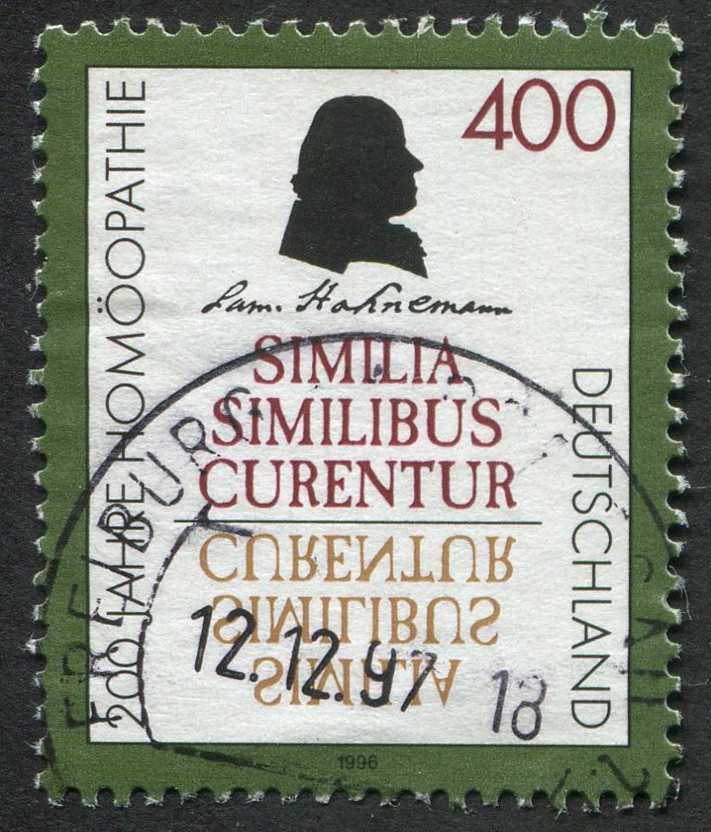 400
200 JAHRE HOMÖOPATHIE
Sam. Hahnemann
SIMILIA
SIMILIBUS
CURENTUR
DEUTSCHLAND
CURENTUR
SIMILIBUS
SIMILIA
12.12.97 18
1996